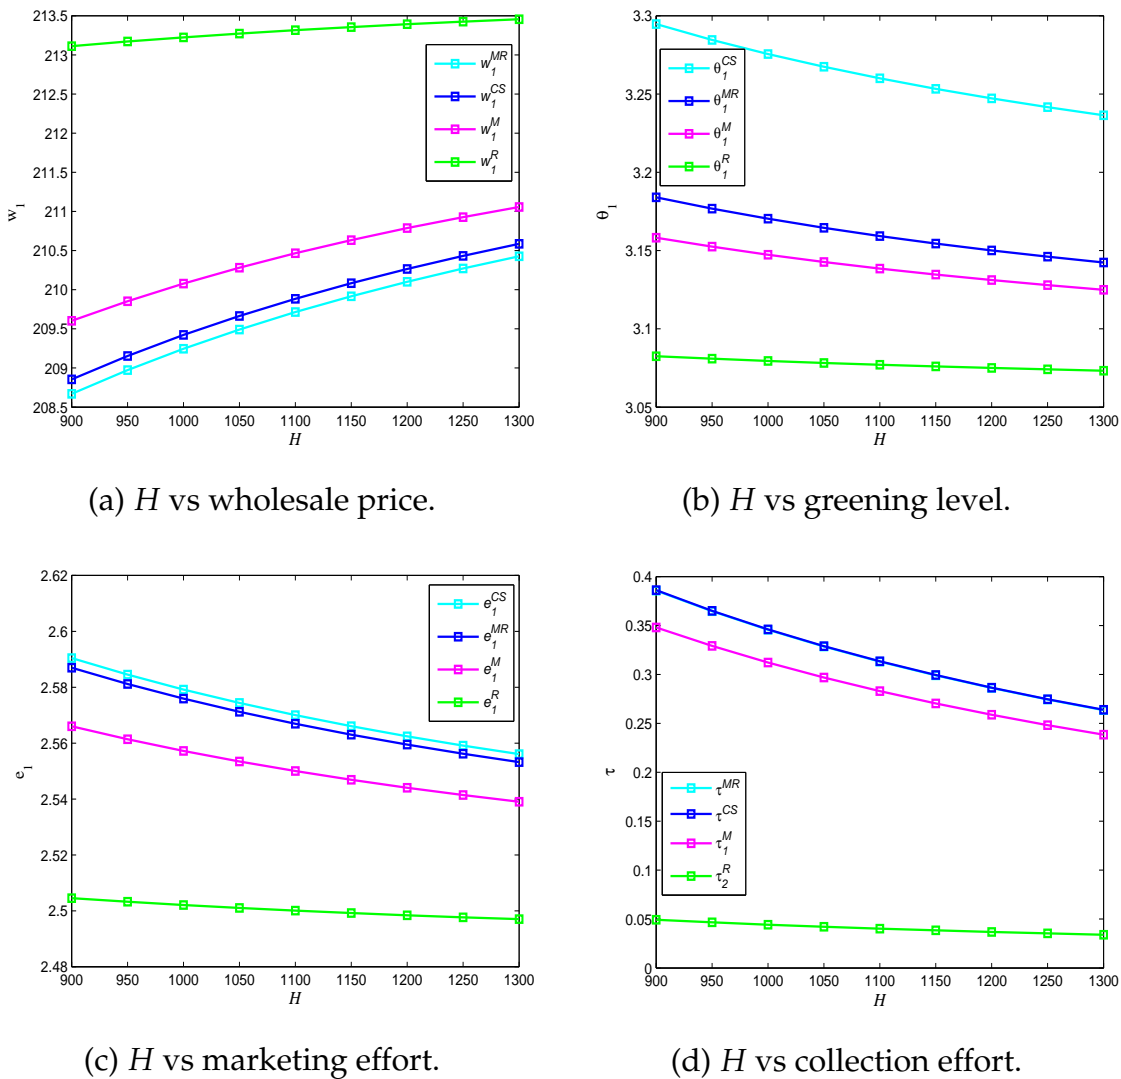 213.5
213
212.5
212
211.5
211
210.5
210
209.5
209
208.5
w_1
w_1^{MR}
w_1^{CS}
w_1^{M}
w_1^{R}
900 950 1000 1050 1100 1150 1200 1250 1300
H
(a) H vs wholesale price.
3.3
3.25
3.2
3.15
3.1
3.05
θ_1
θ_1^{CS}
θ_1^{MR}
θ_1^{M}
θ_1^{R}
900 950 1000 1050 1100 1150 1200 1250 1300
H
(b) H vs greening level.
2.62
2.6
2.58
2.56
2.54
2.52
2.5
2.48
e_1
e_1^{CS}
e_1^{MR}
e_1^{M}
e_1^{R}
900 950 1000 1050 1100 1150 1200 1250 1300
H
(c) H vs marketing effort.
0.4
0.35
0.3
0.25
0.2
0.15
0.1
0.05
0
τ
τ^{MR}
τ^{CS}
τ_1^{M}
τ_2^{R}
900 950 1000 1050 1100 1150 1200 1250 1300
H
(d) H vs collection effort.